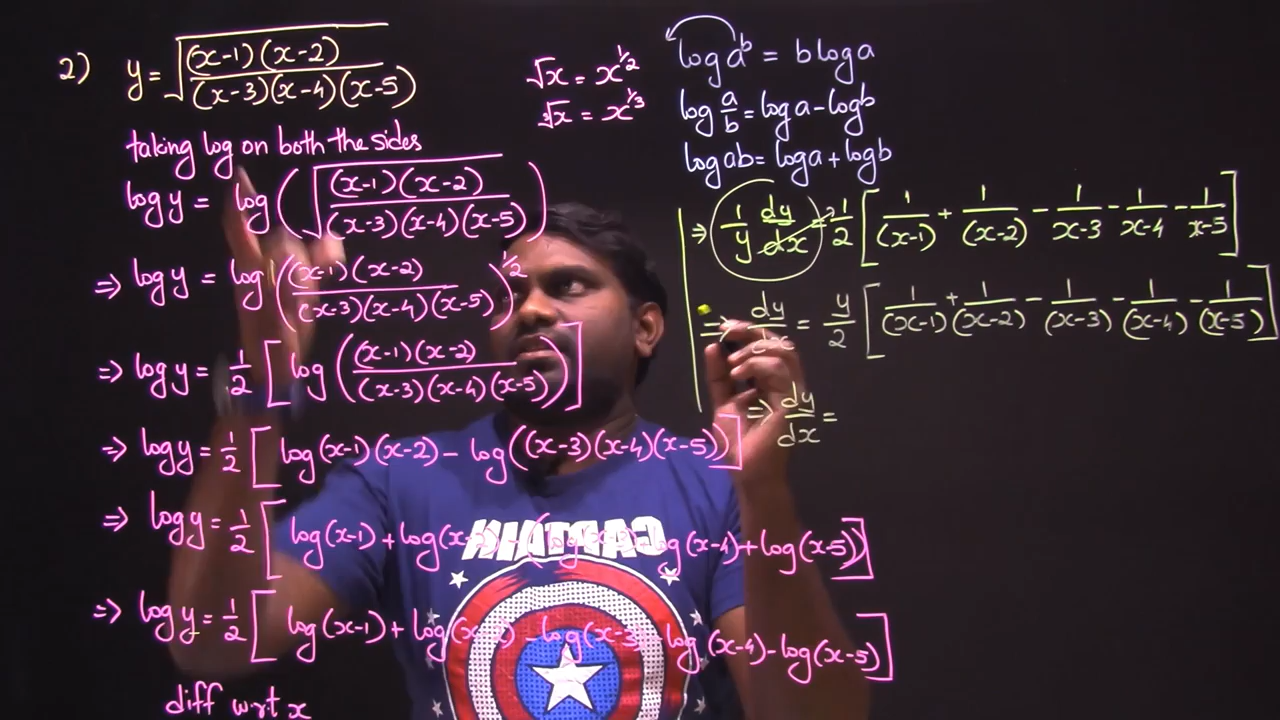 2) y = √((x-1)(x-2)/(x-3)(x-4)(x-5))
taking log on both the sides
log y = log (√((x-1)(x-2)/(x-3)(x-4)(x-5)))
⇒ log y = log ((x-1)(x-2)/(x-3)(x-4)(x-5))^1/2
⇒ log y = 1/2 [log ((x-1)(x-2)/(x-3)(x-4)(x-5))]
⇒ log y = 1/2 [log(x-1)(x-2) - log((x-3)(x-4)(x-5))]
⇒ log y = 1/2 [log(x-1) + log(x-2) - (log(x-3) + log(x-4) + log(x-5))]
⇒ log y = 1/2 [log(x-1) + log(x-2) - log(x-3) - log(x-4) - log(x-5)]
diff w.r.t x
√x = x^1/2
∛x = x^1/3
log a^b = b log a
log a/b = log a - log b
log ab = log a + log b
⇒ 1/y dy/dx = 1/2 [1/(x-1) + 1/(x-2) - 1/x-3 - 1/x-4 - 1/x-5]
⇒ dy/dx = y/2 [1/(x-1) + 1/(x-2) - 1/(x-3) - 1/(x-4) - 1/(x-5)]
⇒ dy/dx =
CAPTAIN